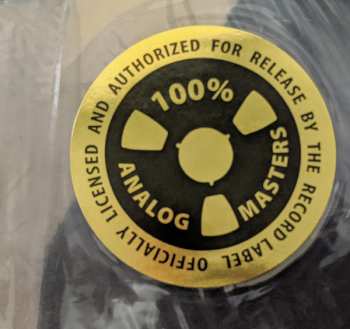 OFFICIALLY LICENSED AND AUTHORIZED FOR RELEASE BY THE RECORD LABEL
100%
ANALOG
MASTERS